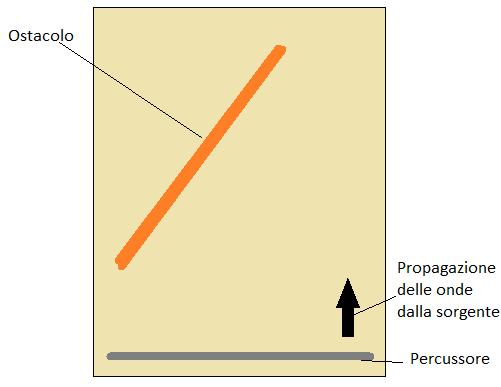 Ostacolo
Propagazione
delle onde
dalla sorgente
Percussore